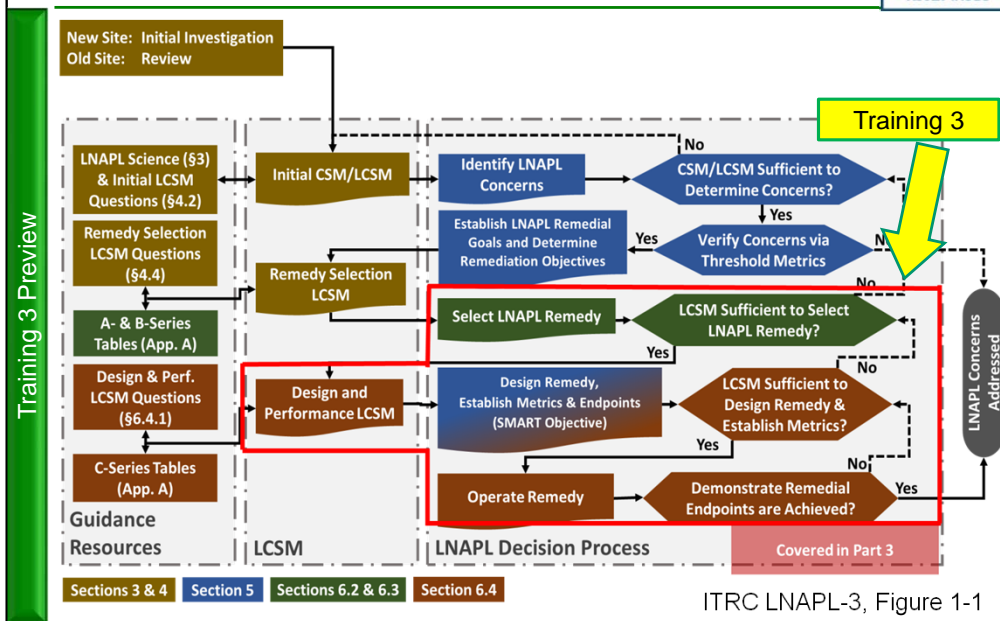 Training 3 Preview
New Site: Initial Investigation
Old Site: Review
Training 3
LNAPL Science (§3)
& Initial LCSM
Questions (§4.2)
Remedy Selection
LCSM Questions
(§4.4)
A- & B-Series
Tables (App. A)
Design & Perf.
LCSM Questions
(§6.4.1)
C-Series Tables
(App. A)
Guidance
Resources
Initial CSM/LCSM
Remedy Selection
LCSM
Design and
Performance LCSM
LCSM
Identify LNAPL
Concerns
No
CSM/LCSM Sufficient to
Determine Concerns?
Yes
Establish LNAPL Remedial
Goals and Determine
Remediation Objectives
Yes
Verify Concerns via
Threshold Metrics
No
Select LNAPL Remedy
LCSM Sufficient to Select
LNAPL Remedy?
Yes
No
Design Remedy,
Establish Metrics & Endpoints
(SMART Objective)
LCSM Sufficient to
Design Remedy &
Establish Metrics?
Yes
No
Operate Remedy
Demonstrate Remedial
Endpoints are Achieved?
Yes
LNAPL Concerns
Addressed
LNAPL Decision Process
Covered in Part 3
Sections 3 & 4
Section 5
Sections 6.2 & 6.3
Section 6.4
ITRC LNAPL-3, Figure 1-1